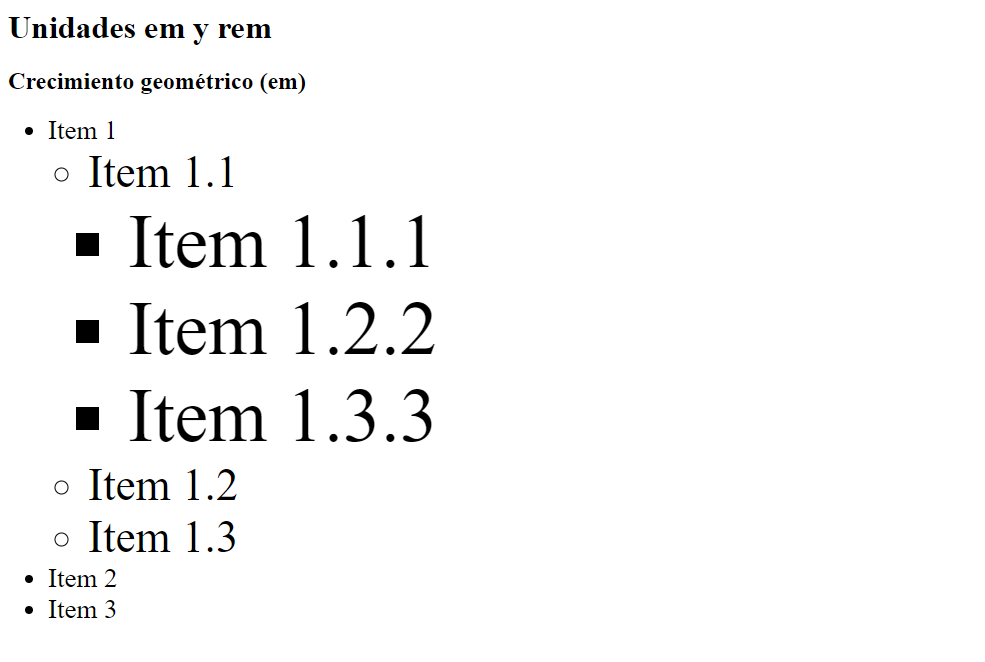 Unidades em y rem
Crecimiento geométrico (em)
Item 1
Item 1.1
Item 1.1.1
Item 1.2.2
Item 1.3.3
Item 1.2
Item 1.3
Item 2
Item 3